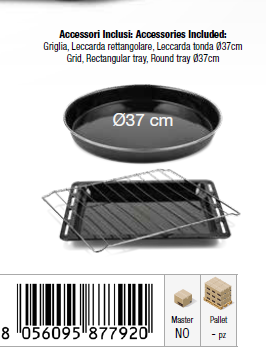 Accessori Inclusi: Accessories Included:
Griglia, Leccarda rettangolare, Leccarda tonda Ø37cm
Grid, Rectangular tray, Round tray Ø37cm
Ø37 cm
Master
NO
Pallet
- pz
8 056095 877920